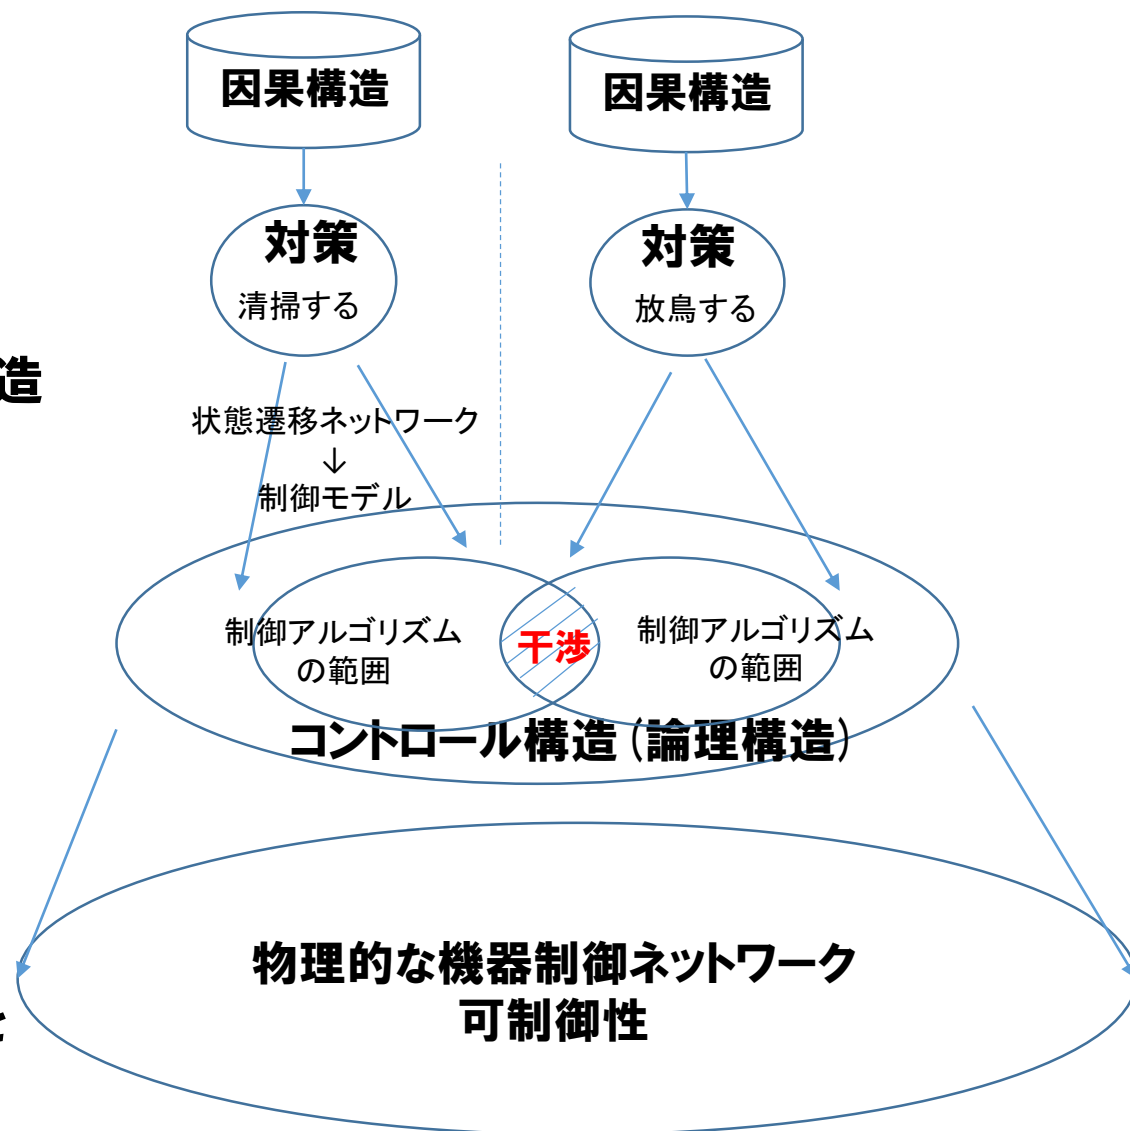 因果構造
因果構造
対策
清掃する
対策
放鳥する
造
状態遷移ネットワーク
↓
制御モデル
制御アルゴリズム
の範囲
干渉
制御アルゴリズム
の範囲
コントロール構造(論理構造)
物理的な機器制御ネットワーク
可制御性